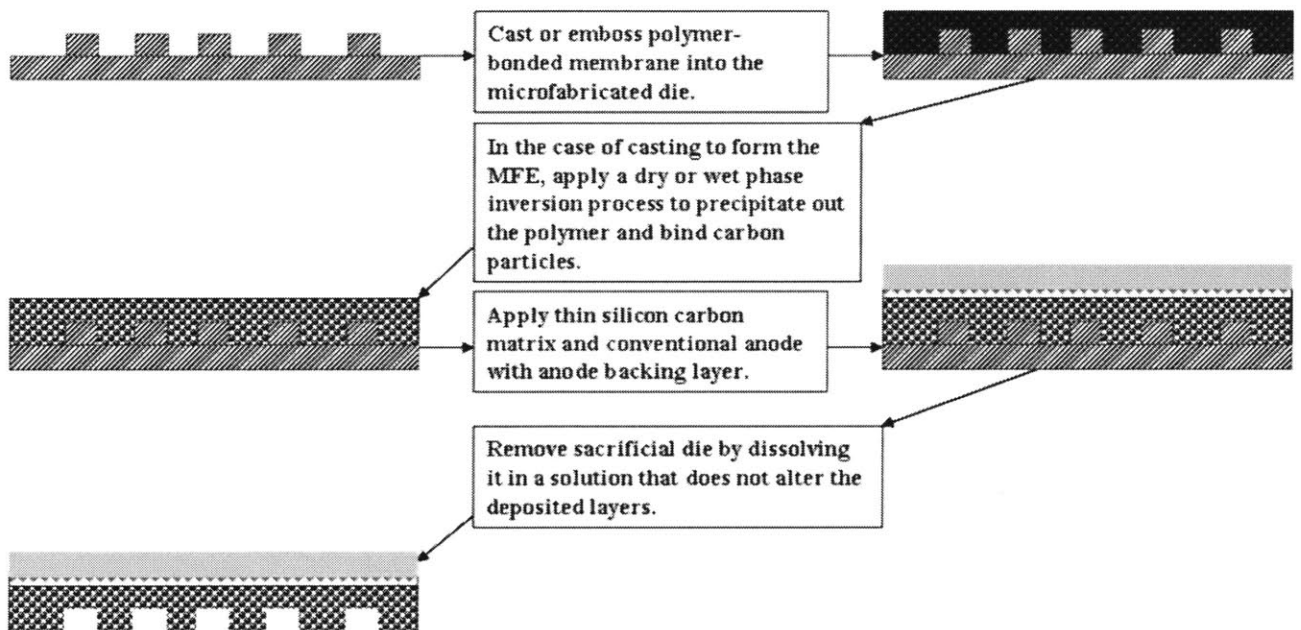 Cast or emboss polymer-
bonded membrane into the
microfabricated die.
In the case of casting to form the
MFE, apply a dry or wet phase
inversion process to precipitate out
the polymer and bind carbon
particles.
Apply thin silicon carbon
matrix and conventional anode
with anode backing layer.
Remove sacrificial die by dissolving
it in a solution that does not alter the
deposited layers.